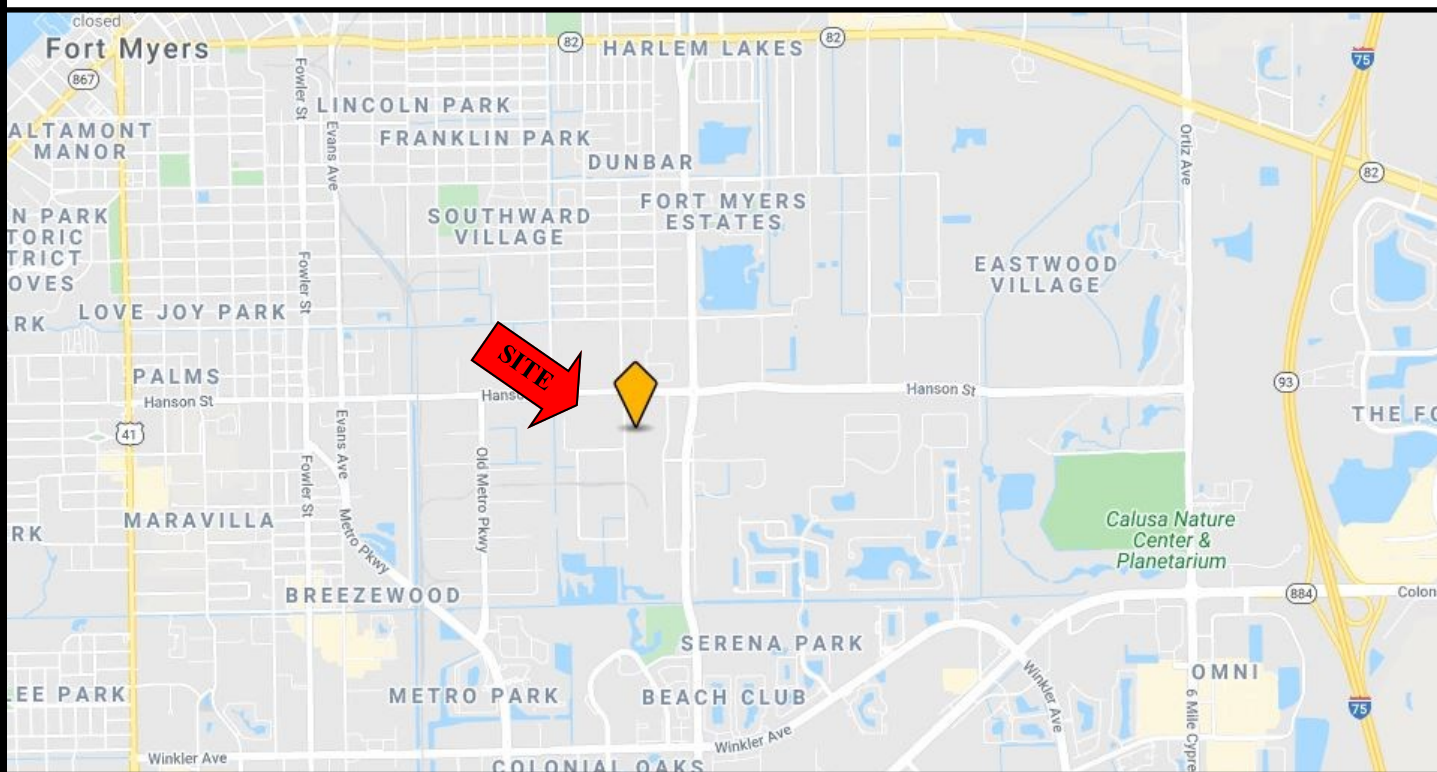 closed
Fort Myers
867
82
HARLEM LAKES
82
75
Fowler St
LINCOLN PARK
Evans Ave
ALTAMONT
MANOR
FRANKLIN PARK
DUNBAR
Ortiz Ave
82
N PARK
TORIC
TRICT
OVES
SOUTHWARD
VILLAGE
FORT MYERS
ESTATES
EASTWOOD
VILLAGE
Fowler St
LOVE JOY PARK
RK
SITE
PALMS
Hanson St
Hanso
Hanson St
93
41
THE FO
Evans Ave
Fowler St
Old Metro Pkwy
MARAVILLA
RK
Metro Pkwy
Calusa Nature
Center &
Planetarium
BREEZEWOOD
884
Colon
SERENA PARK
OMNI
LEE PARK
METRO PARK
BEACH CLUB
Winkler Ave
6 Mile Cypre
75
Winkler Ave
Winkler Ave
COLONIAL OAKS